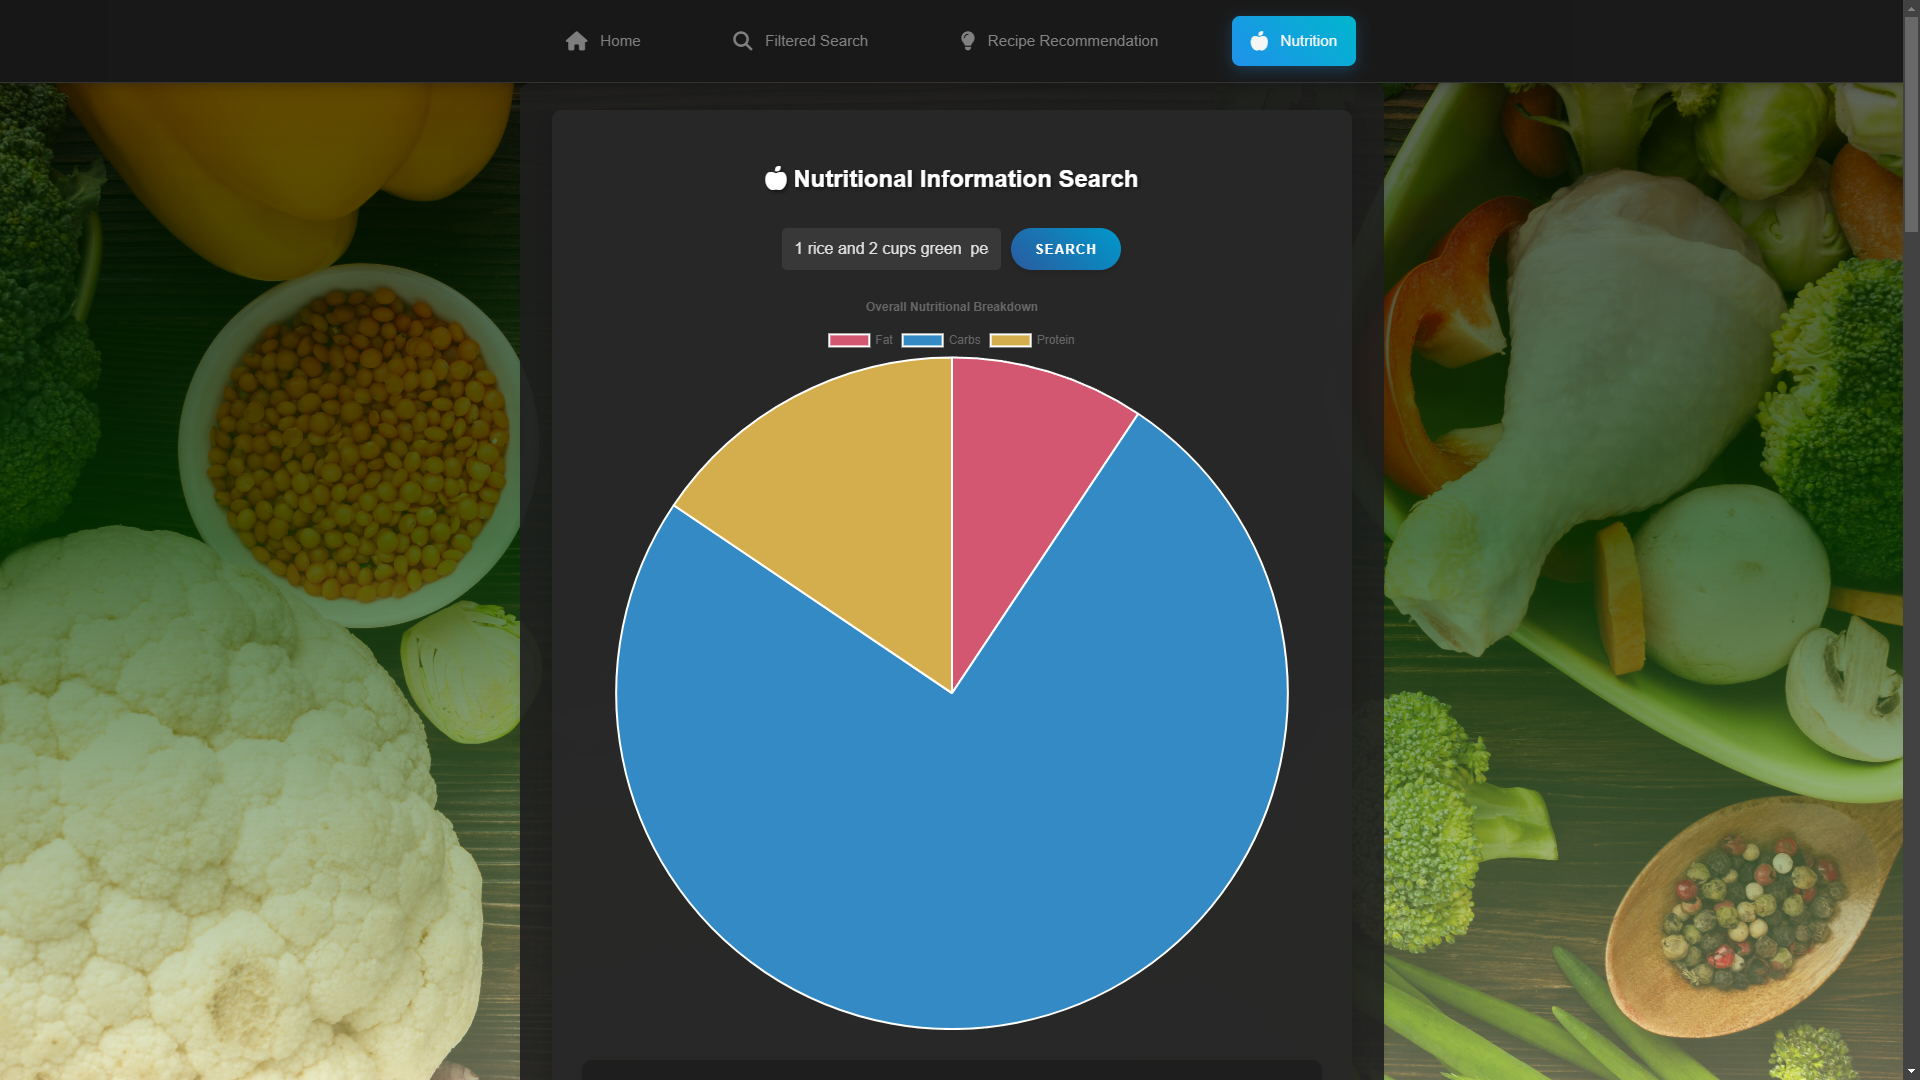 Home
Filtered Search
Recipe Recommendation
Nutrition
Nutritional Information Search
1 rice and 2 cups green  pe
SEARCH
Overall Nutritional Breakdown
Fat
Carbs
Protein